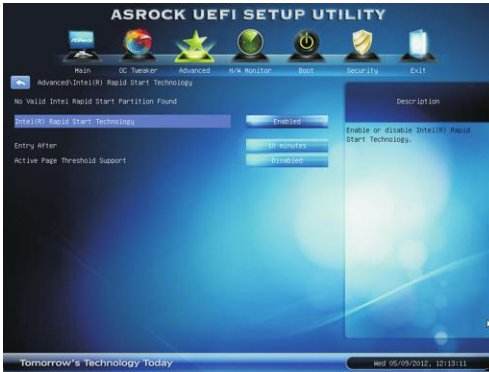 ASROCK UEFI SETUP UTILITY
Main
OC Tweaker
Advanced
H/W Monitor
Boot
Security
Exit
Advanced\Intel(R) Rapid Start Technology
Description
No Valid Intel Rapid Start Partition Found
Intel(R) Rapid Start Technology
Enabled
Enable or disable Intel(R) Rapid
Start Technology.
Entry After
10 minutes
Active Page Threshold Support
Disabled
Tomorrow's Technology Today
Wed 05/09/2012, 12:13:11